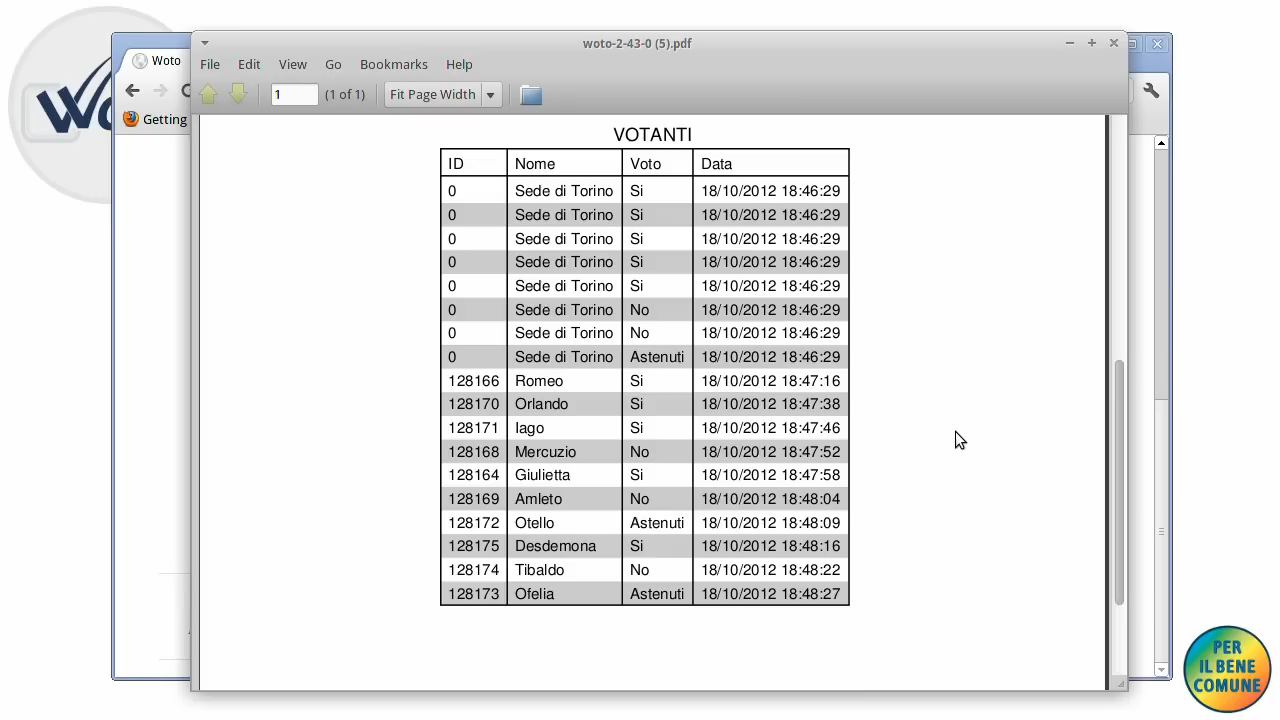 woto-2-43-0 (5).pdf
Woto
File Edit View Go Bookmarks Help
1 (1 of 1) Fit Page Width
Getting
VOTANTI
ID Nome Voto Data
0 Sede di Torino Si 18/10/2012 18:46:29
0 Sede di Torino Si 18/10/2012 18:46:29
0 Sede di Torino Si 18/10/2012 18:46:29
0 Sede di Torino Si 18/10/2012 18:46:29
0 Sede di Torino Si 18/10/2012 18:46:29
0 Sede di Torino No 18/10/2012 18:46:29
0 Sede di Torino No 18/10/2012 18:46:29
0 Sede di Torino Astenuti 18/10/2012 18:46:29
128166 Romeo Si 18/10/2012 18:47:16
128170 Orlando Si 18/10/2012 18:47:38
128171 Iago Si 18/10/2012 18:47:46
128168 Mercuzio No 18/10/2012 18:47:52
128164 Giulietta Si 18/10/2012 18:47:58
128169 Amleto No 18/10/2012 18:48:04
128172 Otello Astenuti 18/10/2012 18:48:09
128175 Desdemona Si 18/10/2012 18:48:16
128174 Tibaldo No 18/10/2012 18:48:22
128173 Ofelia Astenuti 18/10/2012 18:48:27
PER
IL BENE
COMUNE